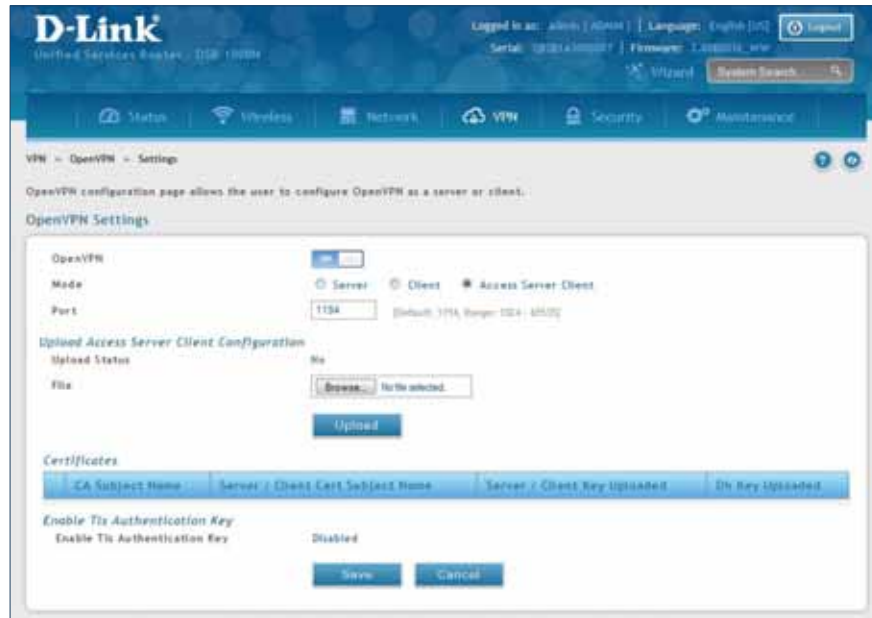 D-Link
Logged in as: admin [ ADMIN ] | Language: English [US]
Logout
Unified Services Router - DSR-1000N
Serial: | Firmware:
Wizard
System Search...
Status
Wireless
Network
VPN
Security
Maintenance
VPN » OpenVPN » Settings
OpenVPN configuration page allows the user to configure OpenVPN as a server or client.
OpenVPN Settings
OpenVPN ON
Mode Server Client Access Server Client
Port 1194 [Default: 1194, Range: 1024 - 65535]
Upload Access Server Client Configuration
Upload Status No
File Browse... No file selected.
Upload
Certificates
CA Subject Name Server / Client Cert Subject Name Server / Client Key Uploaded Dh Key Uploaded
Enable Tls Authentication Key
Enable Tls Authentication Key Disabled
Save Cancel